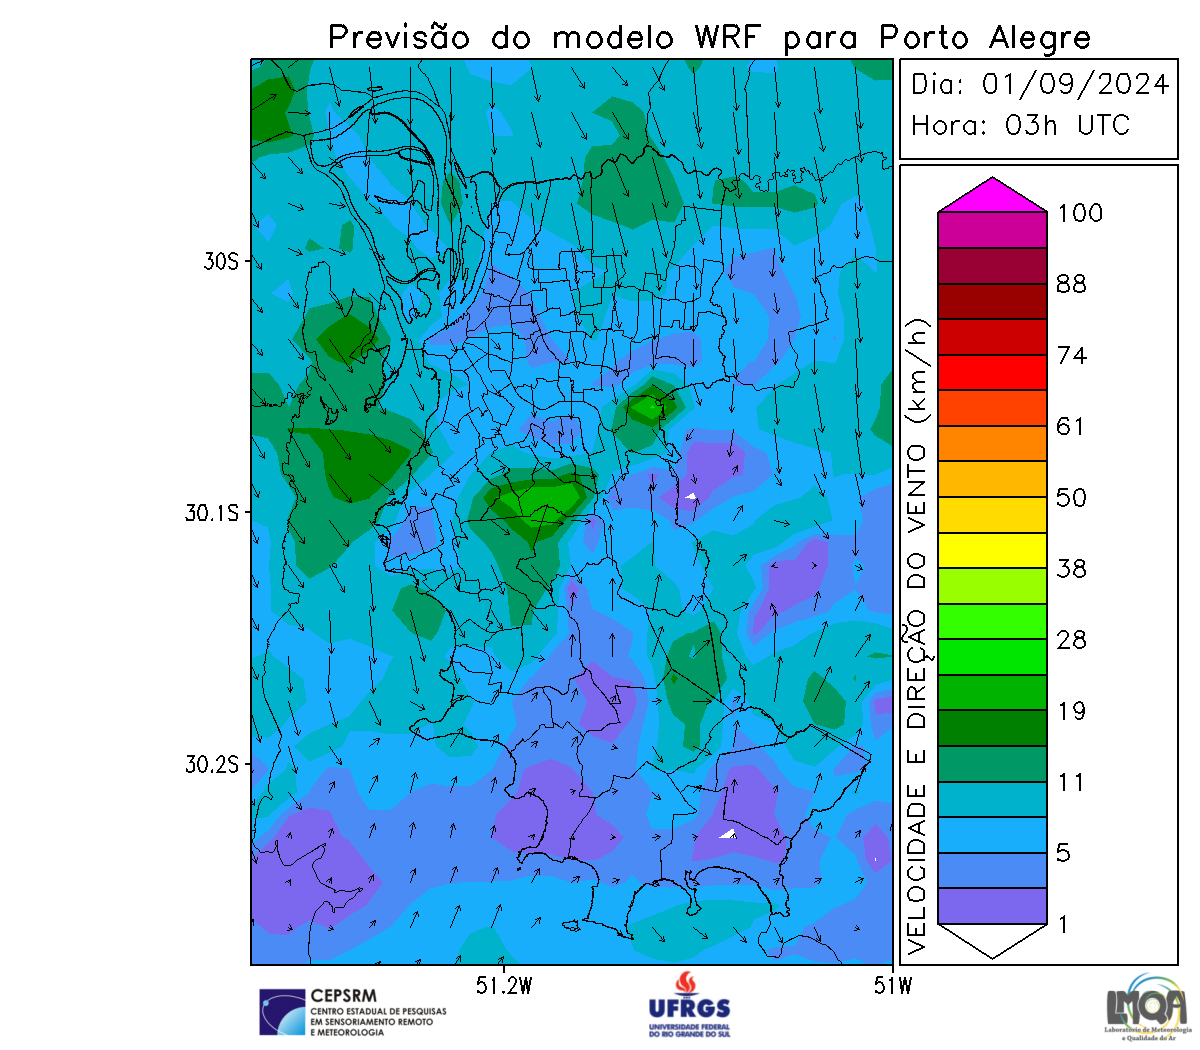 Previsão do modelo WRF para Porto Alegre
Dia: 01/09/2024
Hora: 03h UTC
30S
30.1S
30.2S
51.2W
51W
VELOCIDADE E DIREÇÃO DO VENTO (km/h)
100
88
74
61
50
38
28
19
11
5
1
CEPSRM
CENTRO ESTADUAL DE PESQUISAS
EM SENSORIAMENTO REMOTO
E METEOROLOGIA
UFRGS
UNIVERSIDADE FEDERAL
DO RIO GRANDE DO SUL
LMQA
Laboratório de Meteorologia
e Qualidade do Ar